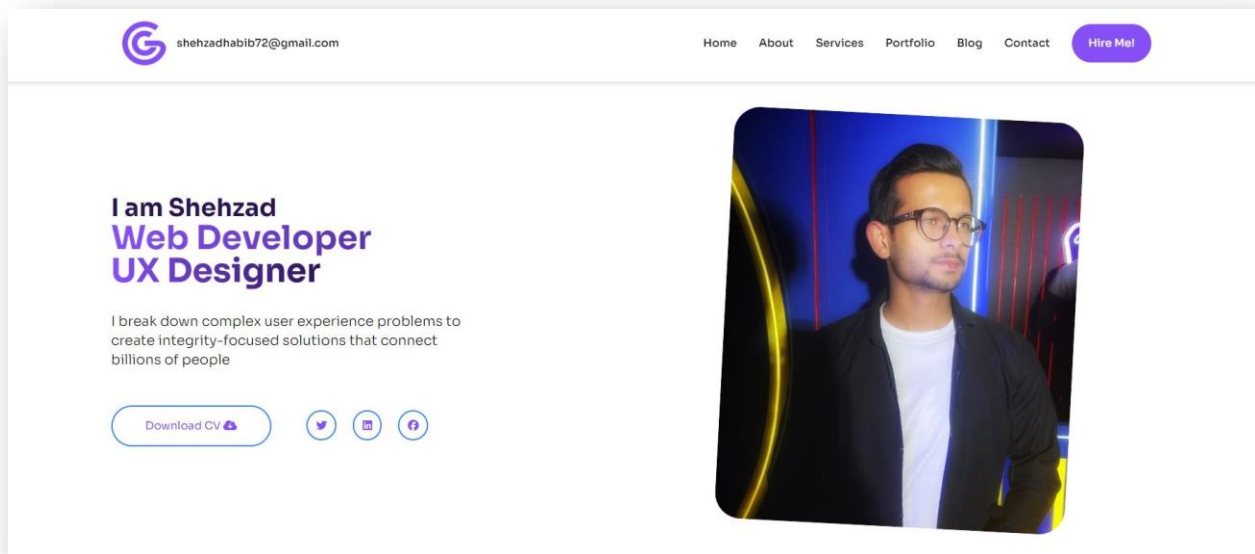 shehzadhabib72@gmail.com
Home About Services Portfolio Blog Contact Hire Me!
I am Shehzad
Web Developer
UX Designer
I break down complex user experience problems to
create integrity-focused solutions that connect
billions of people
Download CV